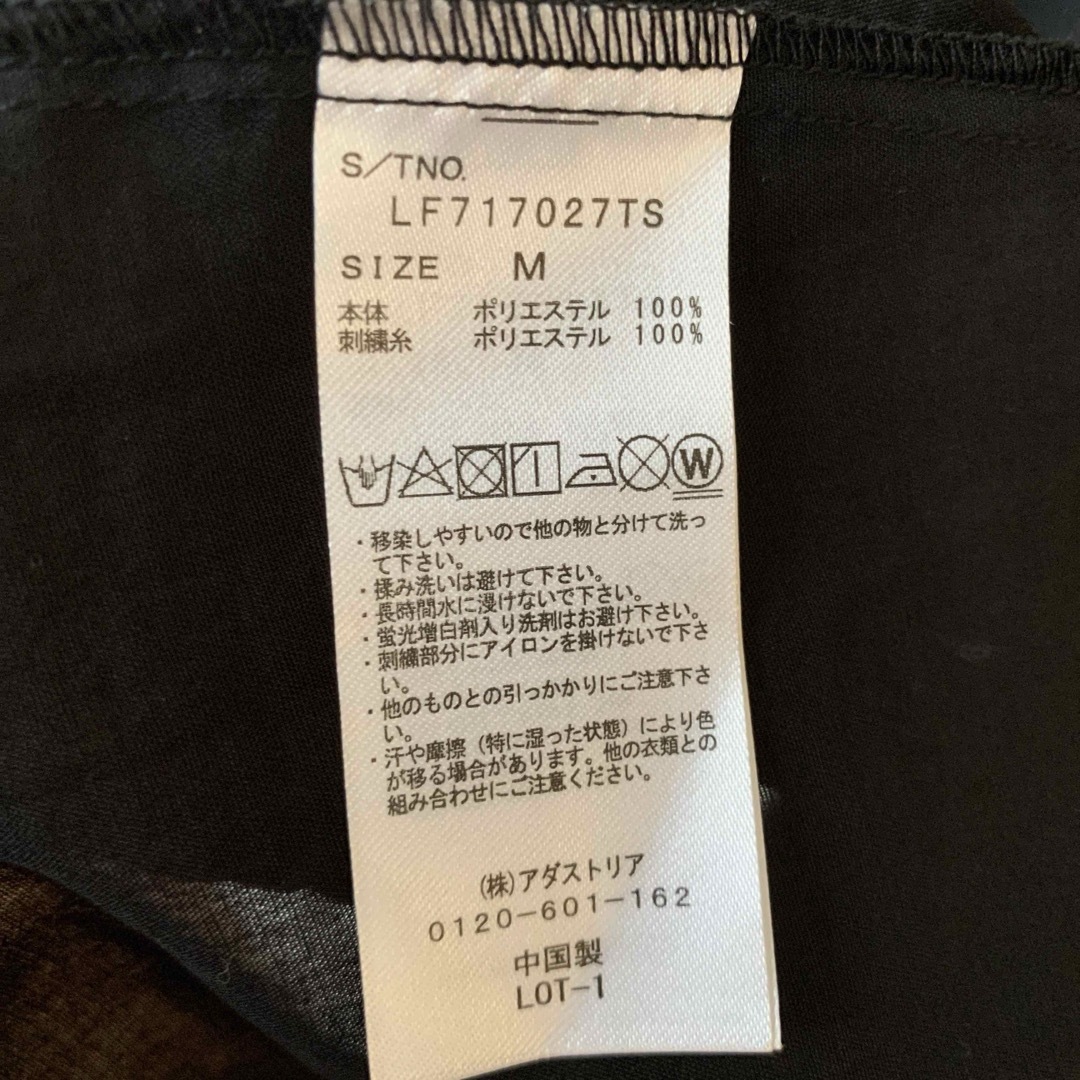 S/TNO.
LF717027TS
SIZE M
本体 ポリエステル 100%
刺繍糸 ポリエステル 100%
W
・移染しやすいので他の物と分けて洗っ
て下さい。
・揉み洗いは避けて下さい。
・長時間水に浸けないで下さい。
・蛍光増白剤入り洗剤はお避け下さい。
・刺繍部分にアイロンを掛けないで下さ
い。
・他のものとの引っかかりにご注意下さ
い。
・汗や摩擦（特に湿った状態）により色
が移る場合があります。他の衣類との
組み合わせにご注意ください。
(株)アダストリア
0120-601-162
中国製
LOT-1